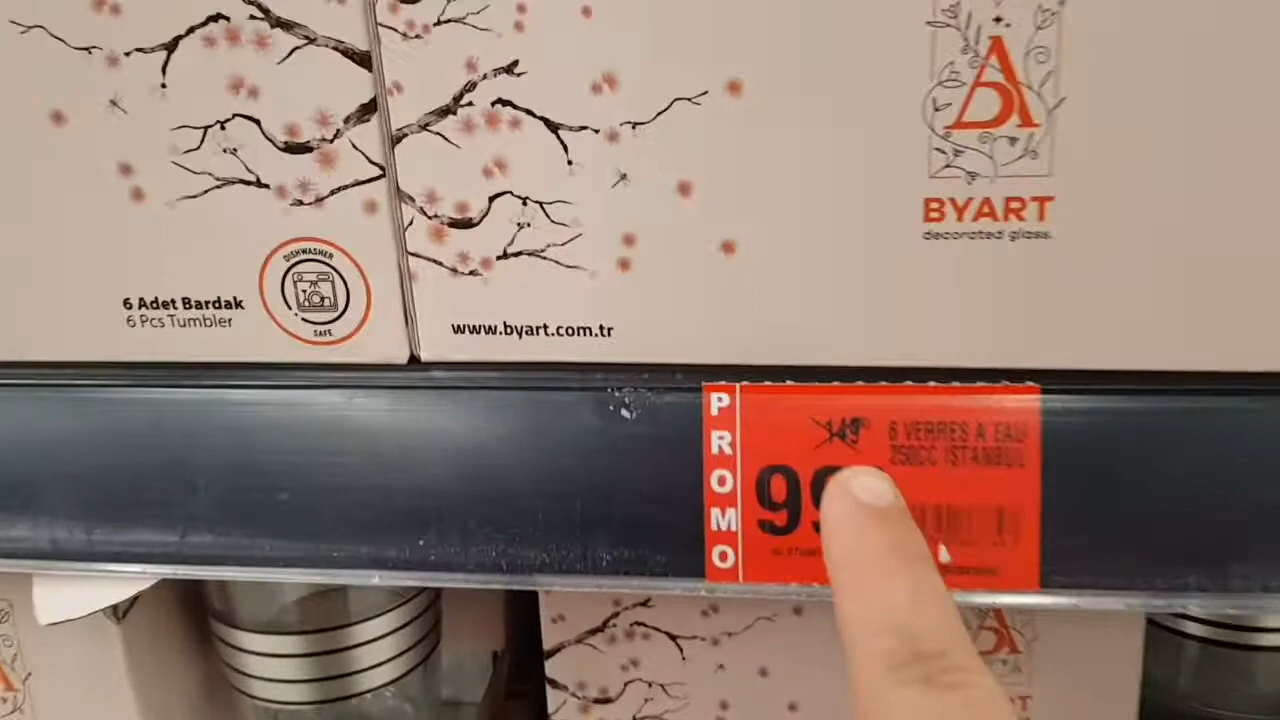 BYART
decorated glass.
DISHWASHER
SAFE
6 Adet Bardak
6 Pcs Tumbler
www.byart.com.tr
PROMO
149
6 VERRES A EAU
250CC ISTANBUL
99